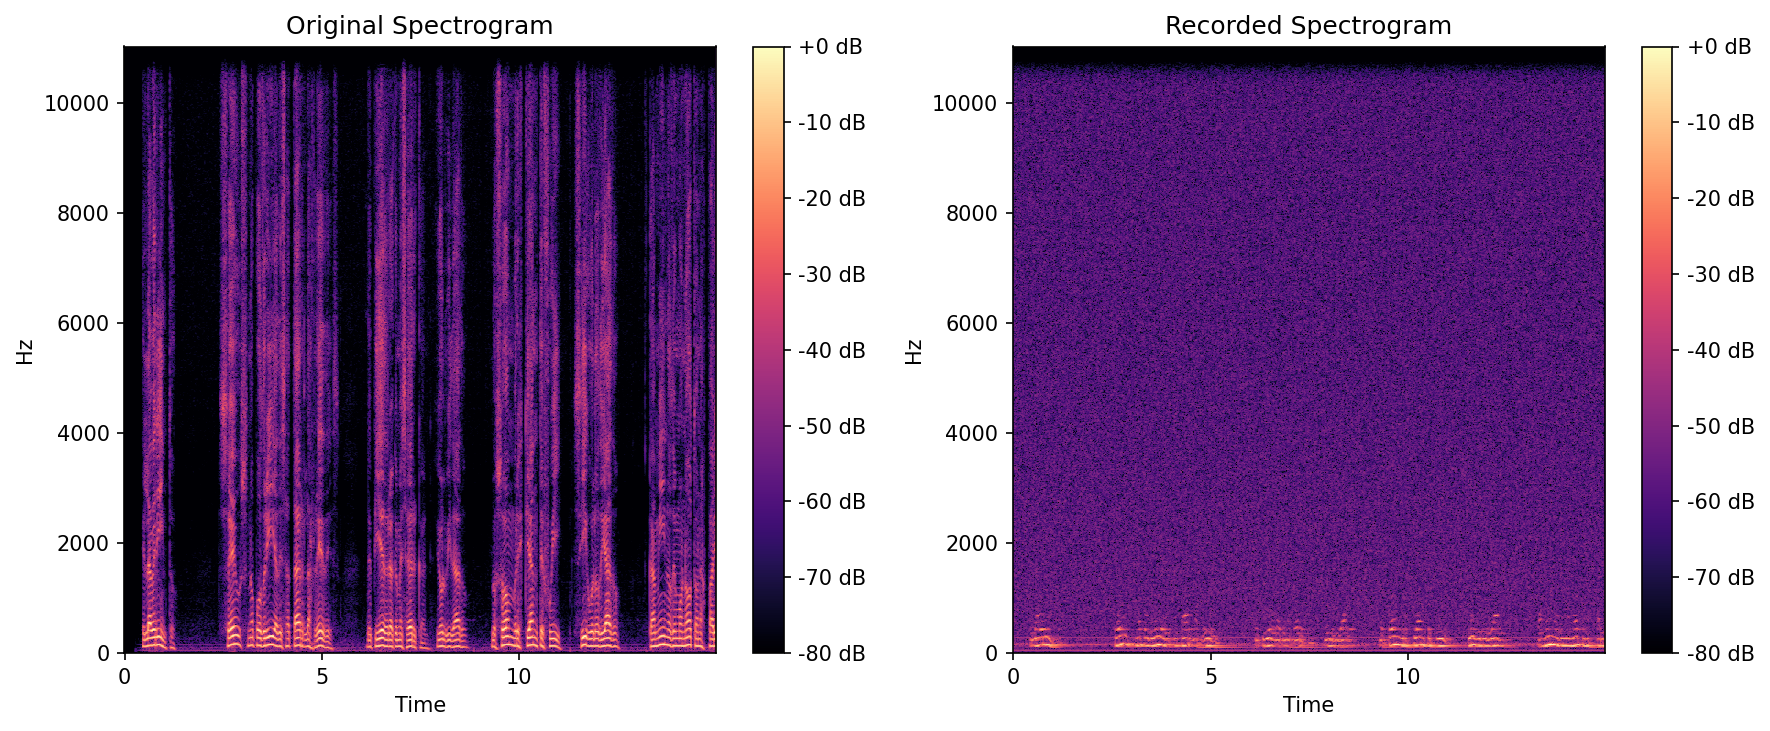 Original Spectrogram
Hz
10000
8000
6000
4000
2000
0
0
5
10
Time
+0 dB
-10 dB
-20 dB
-30 dB
-40 dB
-50 dB
-60 dB
-70 dB
-80 dB
Recorded Spectrogram
Hz
10000
8000
6000
4000
2000
0
0
5
10
Time
+0 dB
-10 dB
-20 dB
-30 dB
-40 dB
-50 dB
-60 dB
-70 dB
-80 dB